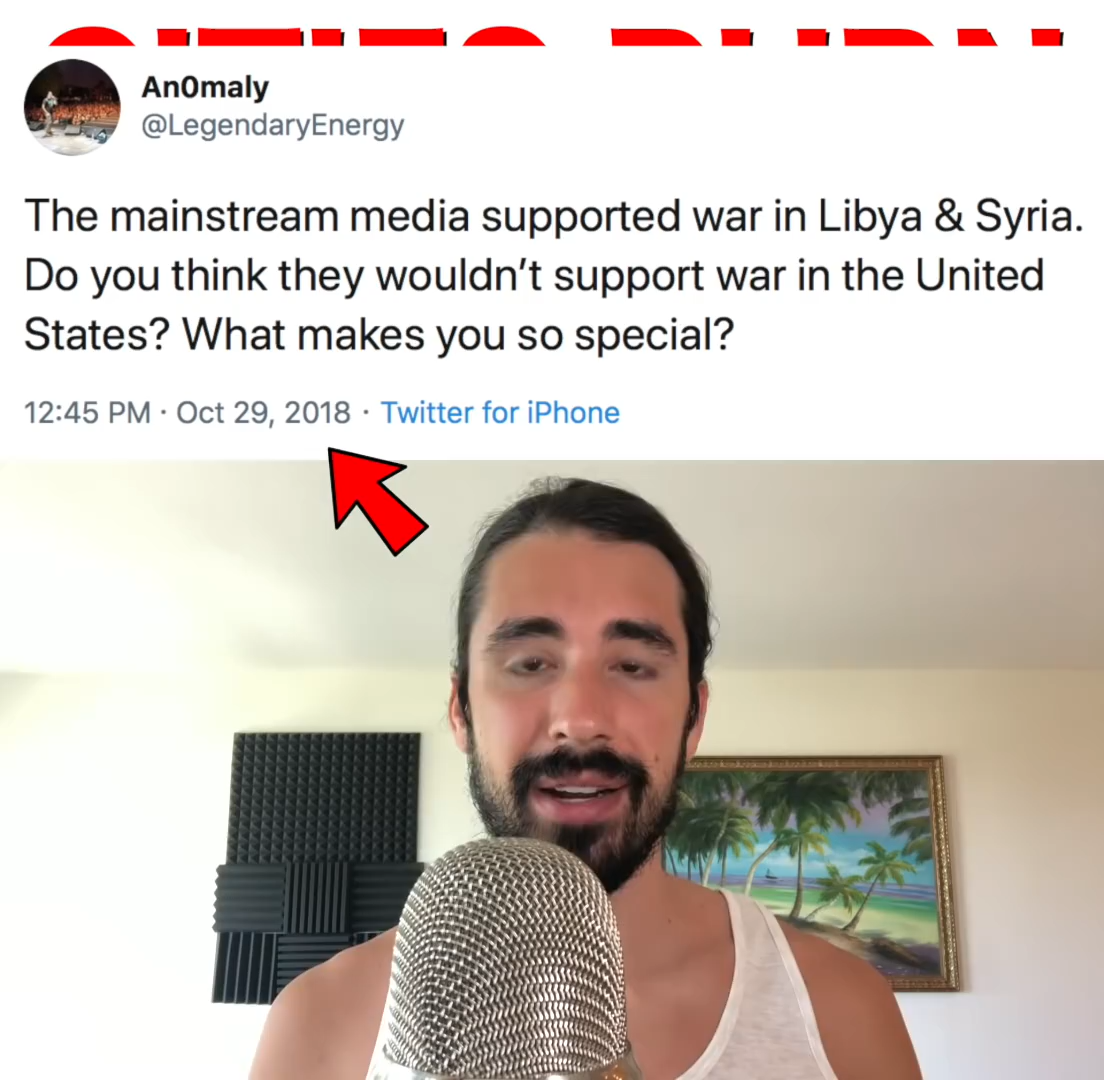 An0maly
@LegendaryEnergy
The mainstream media supported war in Libya & Syria.
Do you think they wouldn't support war in the United
States? What makes you so special?
12:45 PM · Oct 29, 2018 · Twitter for iPhone